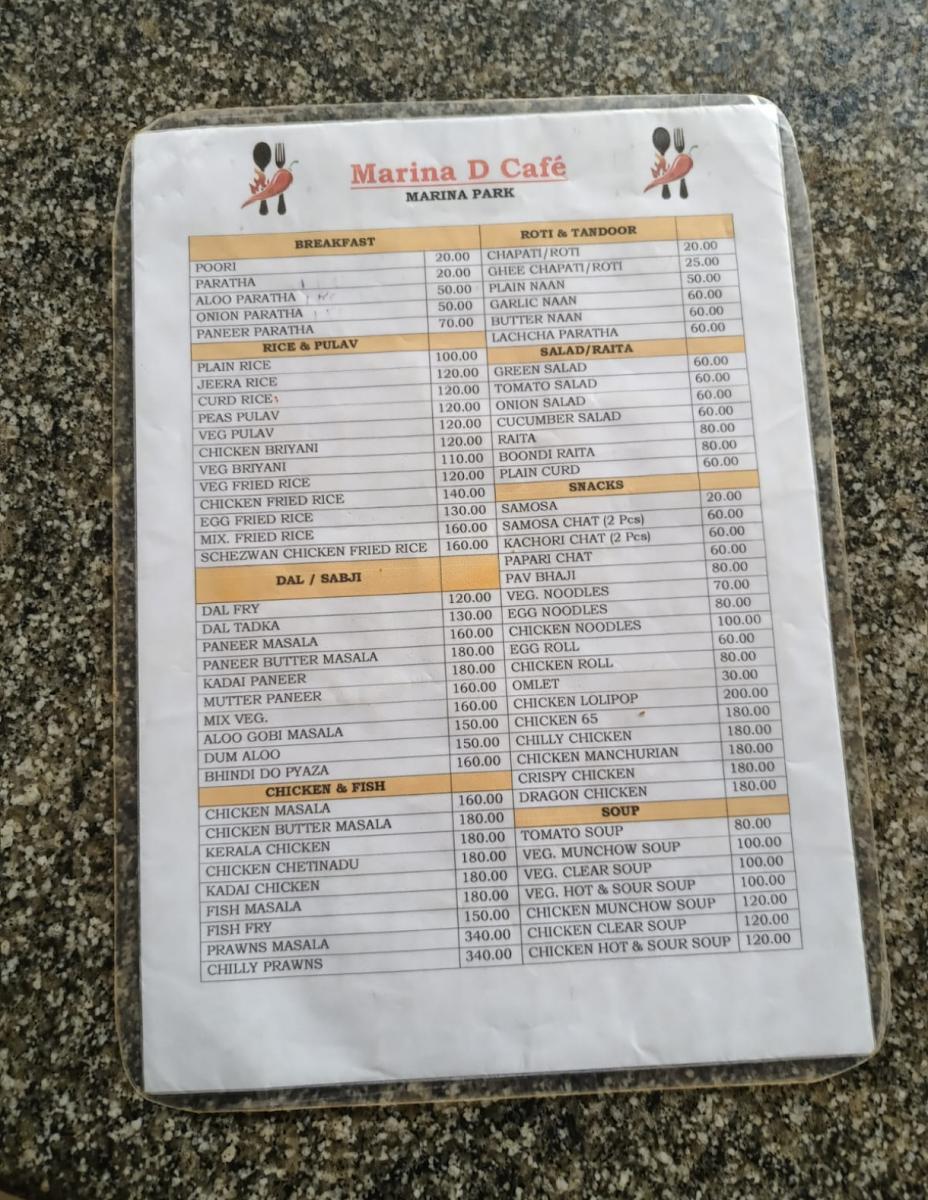 Marina D Café
MARINA PARK
BREAKFAST
POORI 20.00
PARATHA 20.00
ALOO PARATHA 50.00
ONION PARATHA 50.00
PANEER PARATHA 70.00
RICE & PULAV
PLAIN RICE 100.00
JEERA RICE 120.00
CURD RICE 120.00
PEAS PULAV 120.00
VEG PULAV 120.00
CHICKEN BRIYANI 120.00
VEG BRIYANI 110.00
VEG FRIED RICE 120.00
CHICKEN FRIED RICE 140.00
EGG FRIED RICE 130.00
MIX. FRIED RICE 160.00
SCHEZWAN CHICKEN FRIED RICE 160.00
DAL / SABJI
DAL FRY 120.00
DAL TADKA 130.00
PANEER MASALA 160.00
PANEER BUTTER MASALA 180.00
KADAI PANEER 180.00
MUTTER PANEER 160.00
MIX VEG. 160.00
ALOO GOBI MASALA 150.00
DUM ALOO 150.00
BHINDI DO PYAZA 160.00
CHICKEN & FISH
CHICKEN MASALA 160.00
CHICKEN BUTTER MASALA 180.00
KERALA CHICKEN 180.00
CHICKEN CHETINADU 180.00
KADAI CHICKEN 180.00
FISH MASALA 180.00
FISH FRY 150.00
PRAWNS MASALA 340.00
CHILLY PRAWNS 340.00
ROTI & TANDOOR
CHAPATI/ROTI 20.00
GHEE CHAPATI/ROTI 25.00
PLAIN NAAN 50.00
GARLIC NAAN 60.00
BUTTER NAAN 60.00
LACHCHA PARATHA 60.00
SALAD/RAITA
GREEN SALAD 60.00
TOMATO SALAD 60.00
ONION SALAD 60.00
CUCUMBER SALAD 60.00
RAITA 80.00
BOONDI RAITA 80.00
PLAIN CURD 60.00
SNACKS
SAMOSA 20.00
SAMOSA CHAT (2 Pcs) 60.00
KACHORI CHAT (2 Pcs) 60.00
PAPARI CHAT 60.00
PAV BHAJI 80.00
VEG. NOODLES 70.00
EGG NOODLES 80.00
CHICKEN NOODLES 100.00
EGG ROLL 60.00
CHICKEN ROLL 80.00
OMLET 30.00
CHICKEN LOLIPOP 200.00
CHICKEN 65 180.00
CHILLY CHICKEN 180.00
CHICKEN MANCHURIAN 180.00
CRISPY CHICKEN 180.00
DRAGON CHICKEN 180.00
SOUP
TOMATO SOUP 80.00
VEG. MUNCHOW SOUP 100.00
VEG. CLEAR SOUP 100.00
VEG. HOT & SOUR SOUP 100.00
CHICKEN MUNCHOW SOUP 120.00
CHICKEN CLEAR SOUP 120.00
CHICKEN HOT & SOUR SOUP 120.00